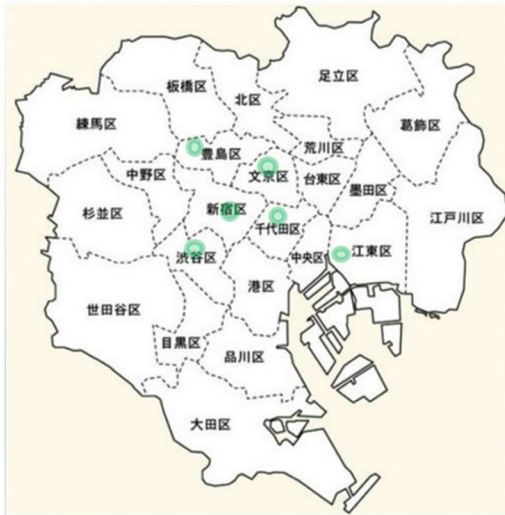 足立区
板橋区
北区
練馬区
葛飾区
荒川区
豊島区
中野区
文京区
台東区
墨田区
杉並区
新宿区
江戸川区
千代田区
江東区
渋谷区
中央区
港区
世田谷区
目黒区
品川区
大田区